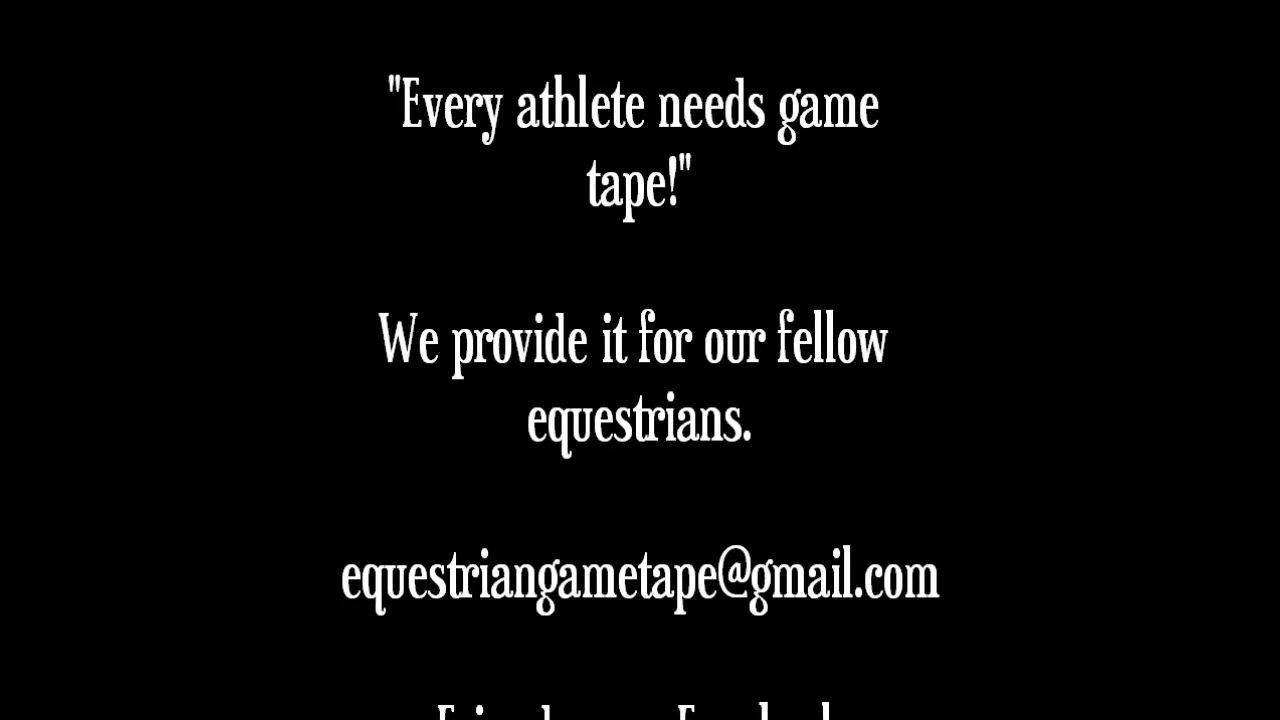 "Every athlete needs game
tape!"
We provide it for our fellow
equestrians.
equestriangametape@gmail.com